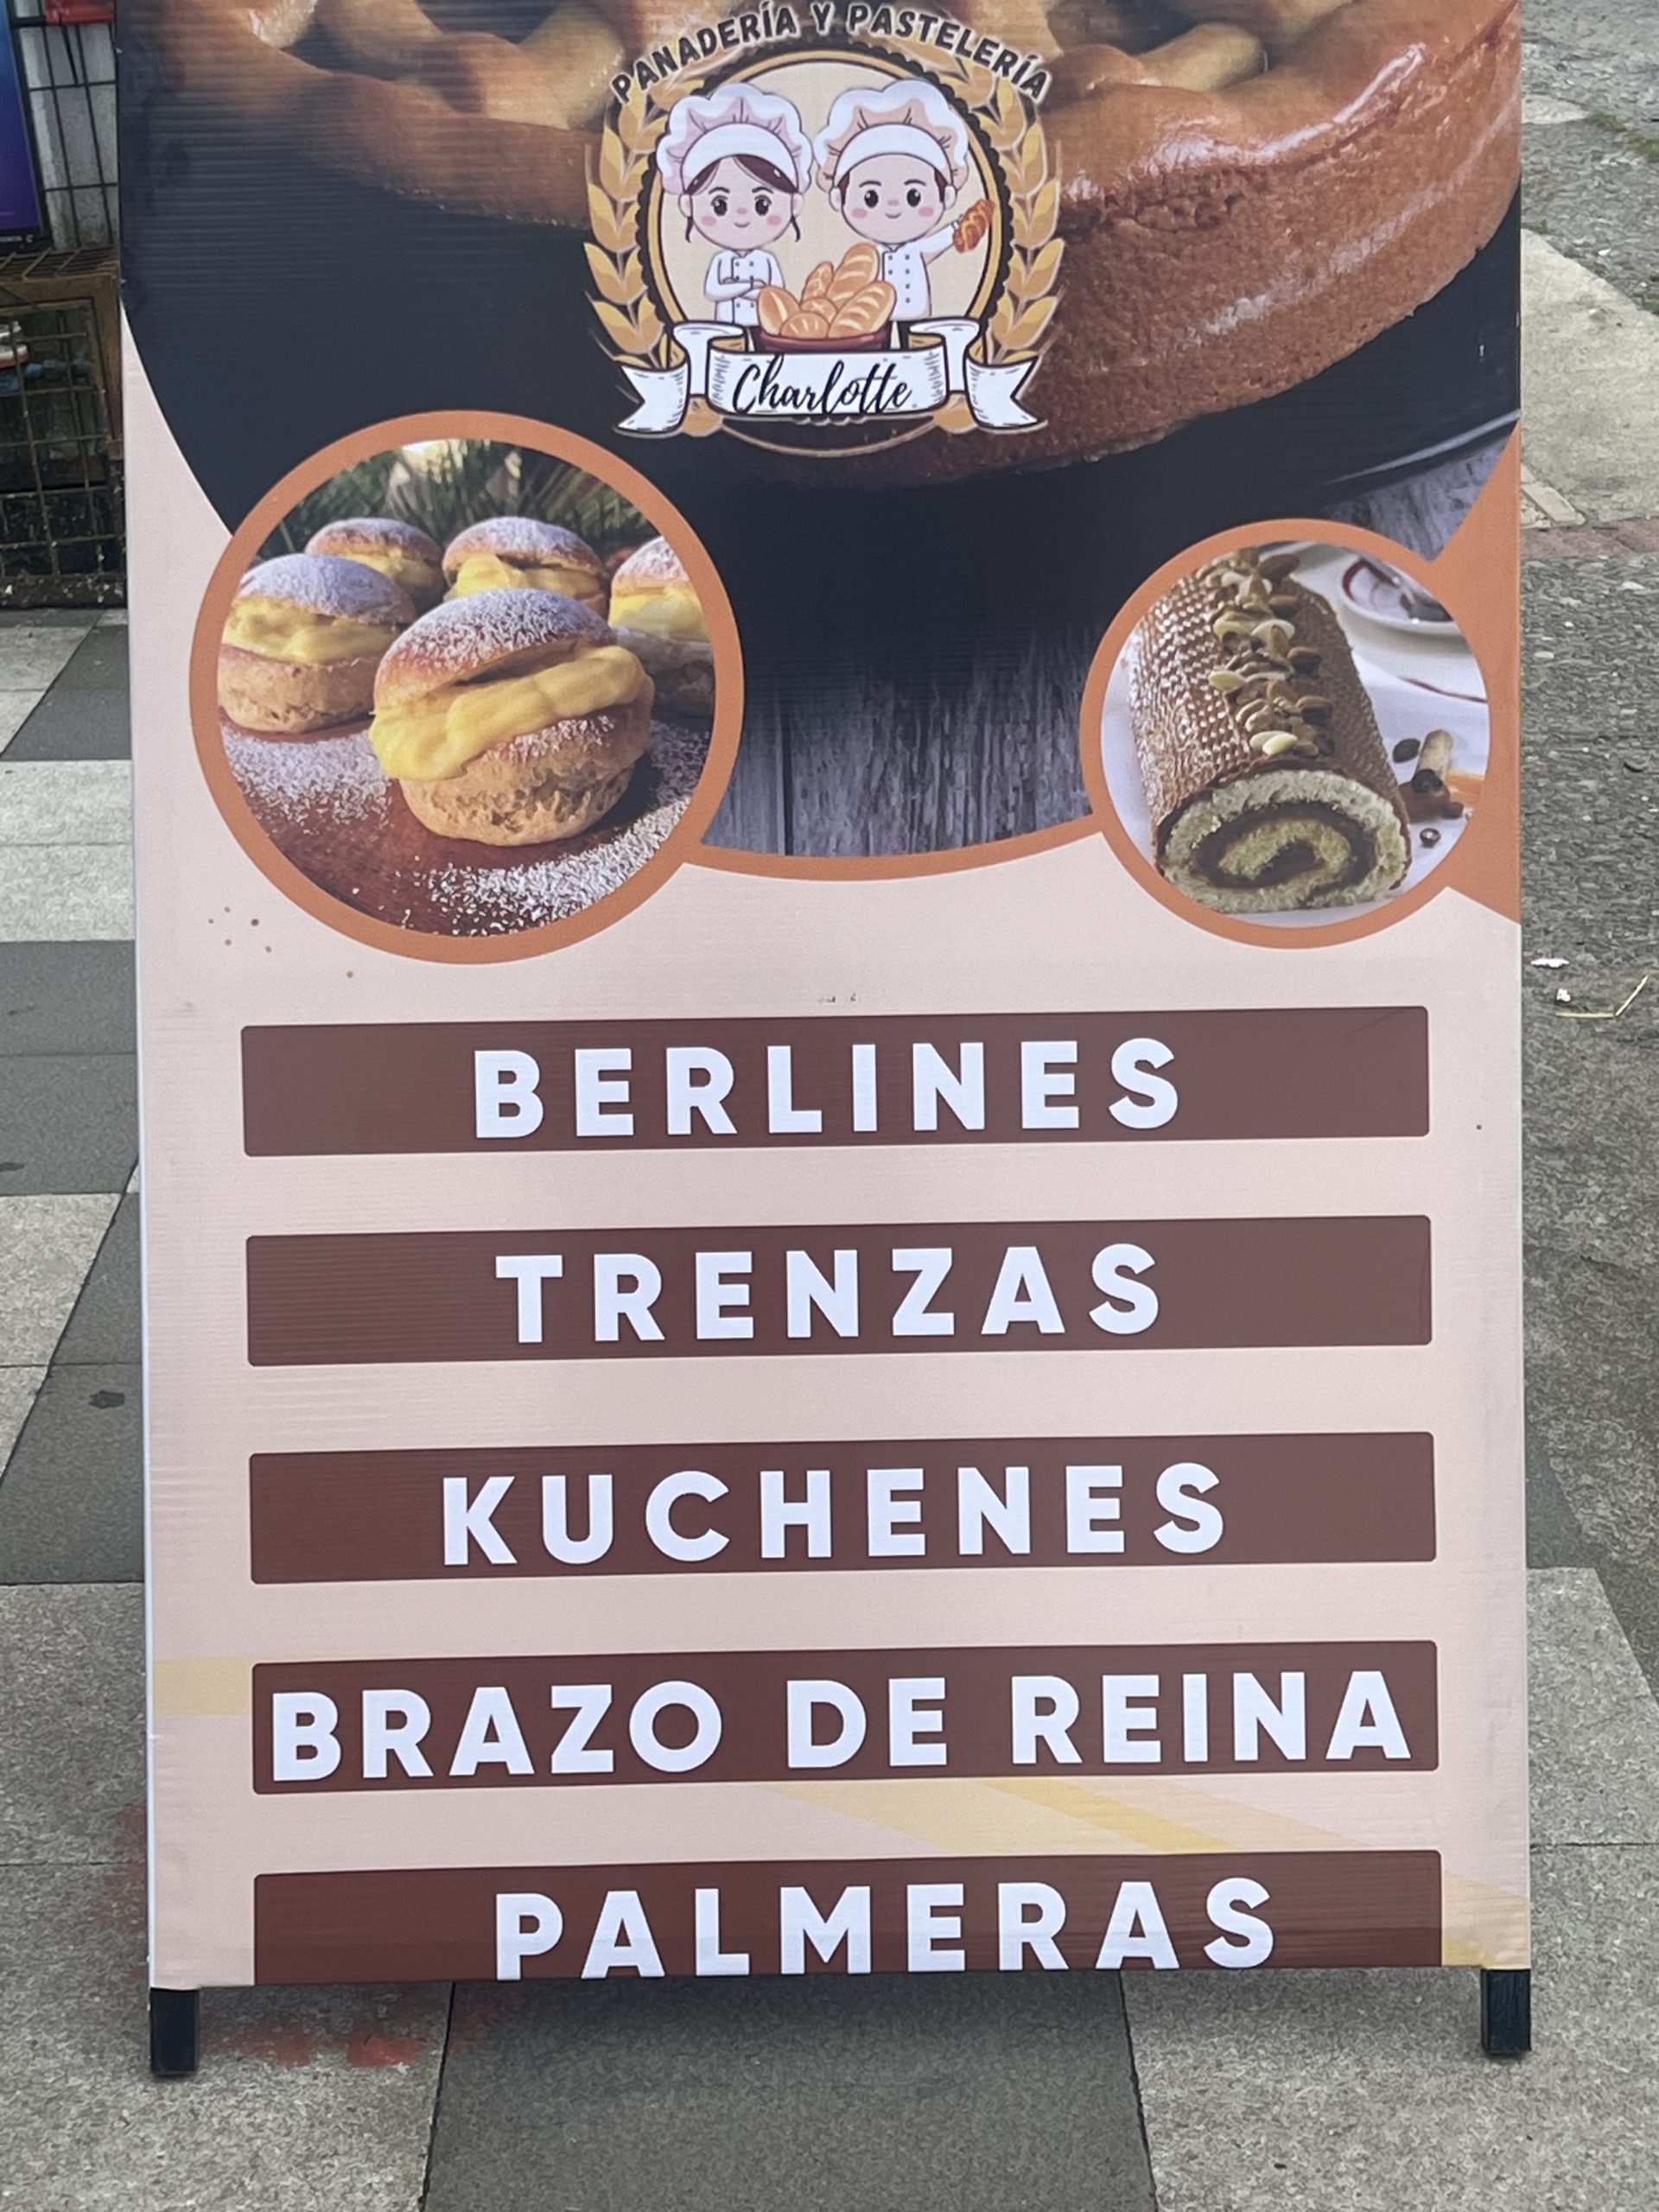 PANADERÍA Y PASTELERÍA
Charlotte
BERLINES
TRENZAS
KUCHENES
BRAZO DE REINA
PALMERAS